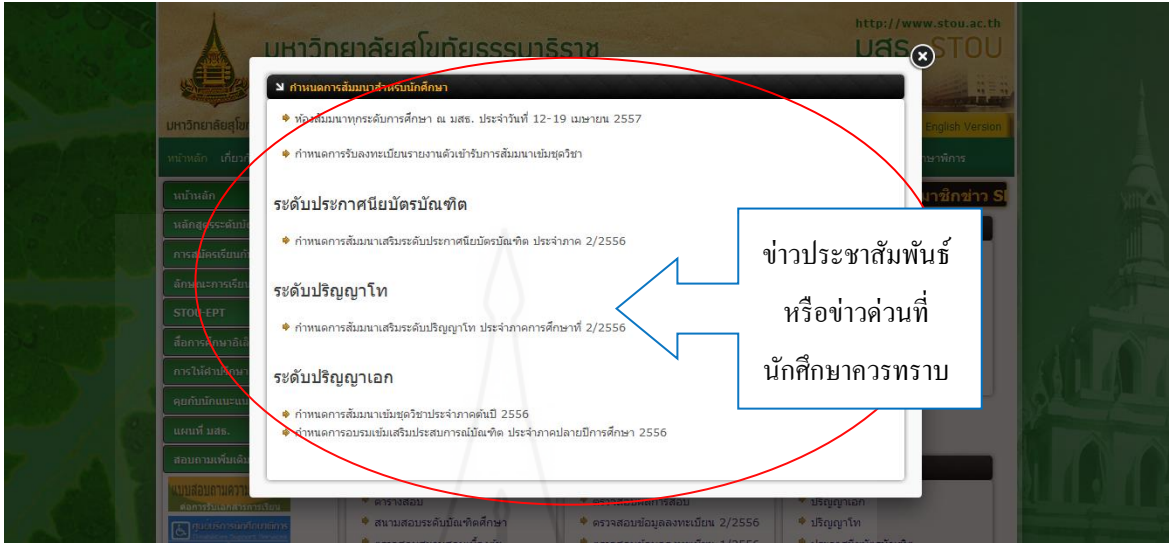 http://www.stou.ac.th
มหาวิทยาลัยสุโขทัยธรรมาธิราช
มสธ STOU
English Version
หน้าหลัก
กำหนดการสัมมนาสำหรับนักศึกษา
ห้องสัมมนาทุกระดับการศึกษา ณ มสธ. ประจำวันที่ 12-19 เมษายน 2557
กำหนดการรับลงทะเบียนรายงานตัวเข้ารับการสัมมนาเข้มชุดวิชา
ระดับประกาศนียบัตรบัณฑิต
กำหนดการสัมมนาเสริมระดับประกาศนียบัตรบัณฑิต ประจำภาค 2/2556
ระดับปริญญาโท
กำหนดการสัมมนาเสริมระดับปริญญาโท ประจำภาคการศึกษาที่ 2/2556
ระดับปริญญาเอก
กำหนดการสัมมนาเข้มชุดวิชาประจำภาคต้นปี 2556
กำหนดการอบรมเข้มเสริมประสบการณ์บัณฑิต ประจำภาคปลายปีการศึกษา 2556
ข่าวประชาสัมพันธ์
หรือข่าวด่วนที่
นักศึกษาควรทราบ
หน้าหลัก
STOU-EPT
แผนที่ มสธ.
ตารางสอบ
ตรวจสอบผลการสอบ
ปริญญาเอก
สนามสอบระดับบัณฑิตศึกษา
ตรวจสอบข้อมูลลงทะเบียน 2/2556
ปริญญาโท